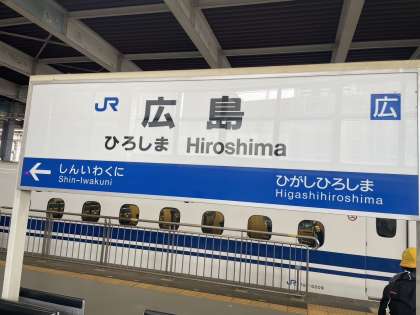 JR 広島 広
ひろしま Hiroshima
しんいわくに ひがしひろしま
Shin-Iwakuni Higashihiroshima
JR